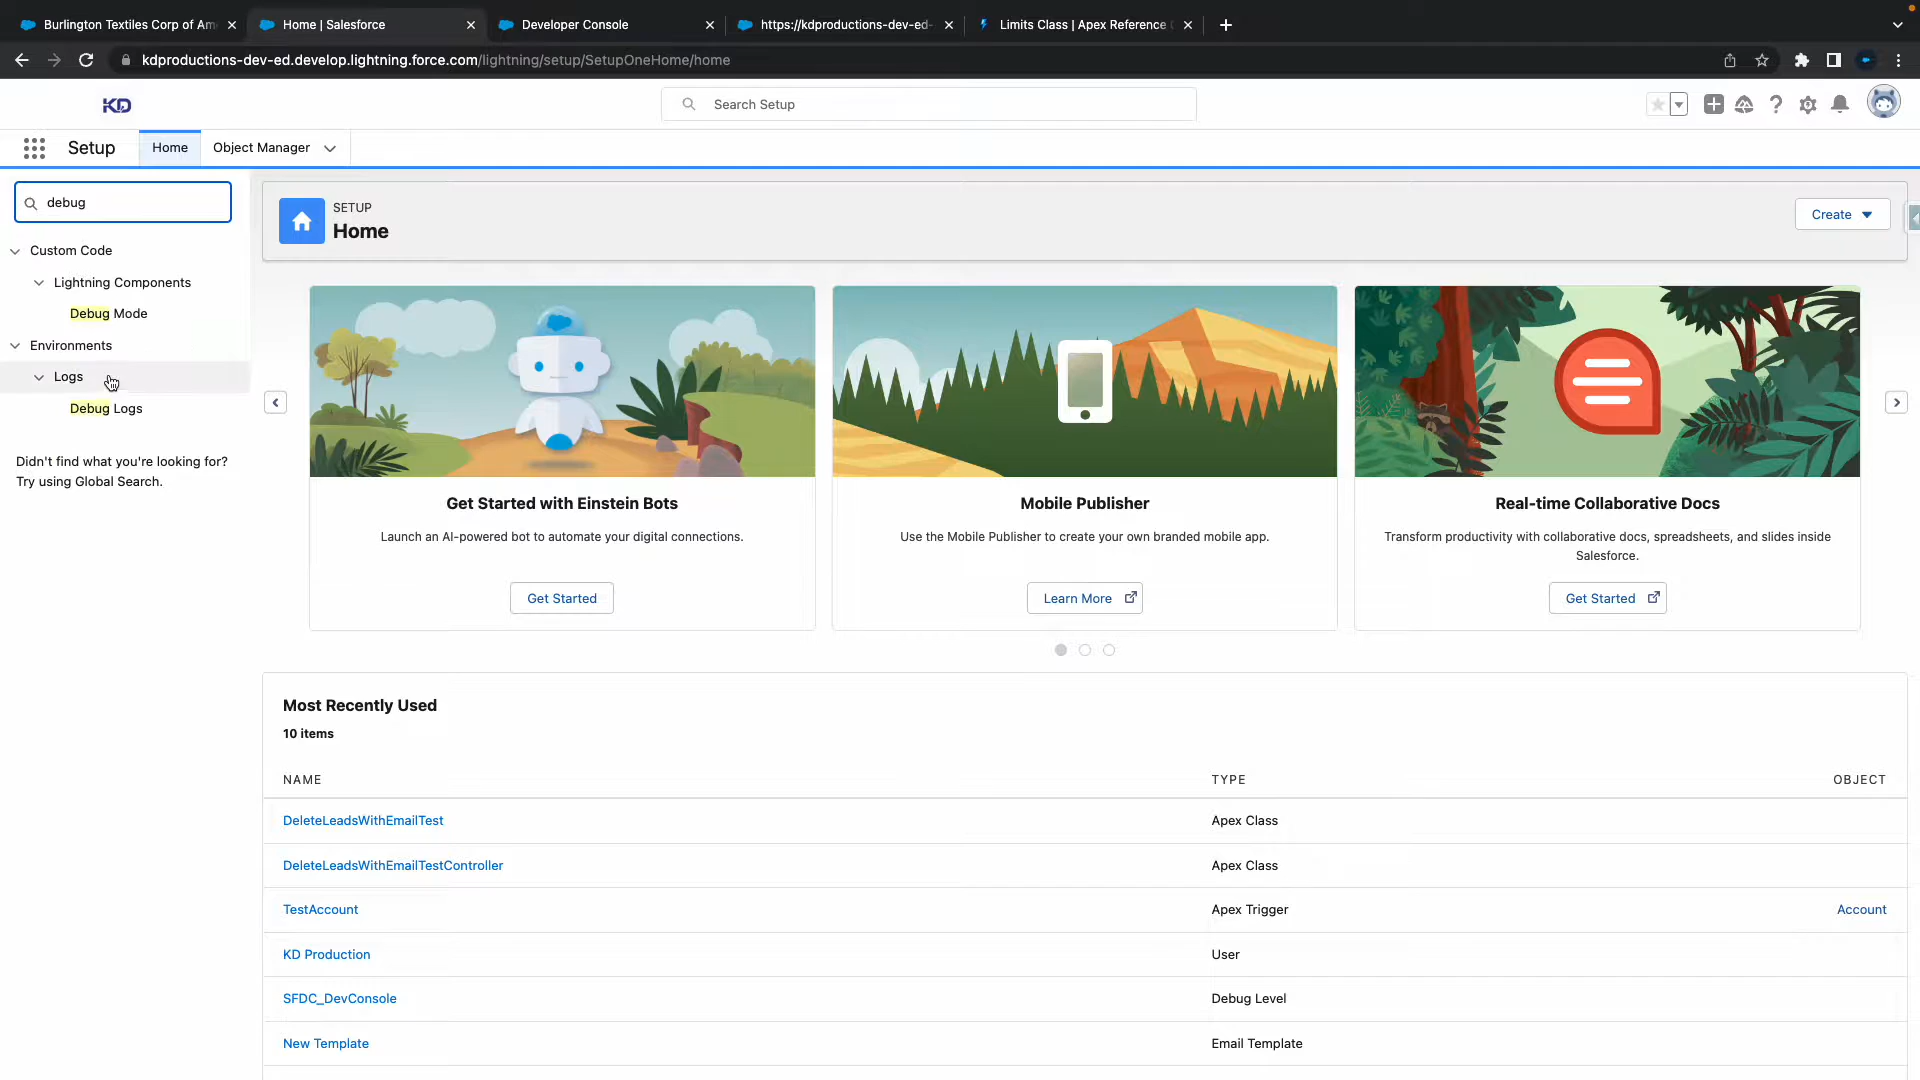 Burlington Textiles Corp of Am
Home | Salesforce
Developer Console
https://kdproductions-dev-ed-
Limits Class | Apex Reference
kdproductions-dev-ed.develop.lightning.force.com/lightning/setup/SetupOneHome/home
KD
Search Setup
Setup
Home
Object Manager
debug
Custom Code
Lightning Components
Debug Mode
Environments
Logs
Debug Logs
Didn't find what you're looking for?
Try using Global Search.
SETUP
Home
Create
Get Started with Einstein Bots
Launch an AI-powered bot to automate your digital connections.
Get Started
Mobile Publisher
Use the Mobile Publisher to create your own branded mobile app.
Learn More
Real-time Collaborative Docs
Transform productivity with collaborative docs, spreadsheets, and slides inside
Salesforce.
Get Started
Most Recently Used
10 items
NAME TYPE OBJECT
DeleteLeadsWithEmailTest Apex Class
DeleteLeadsWithEmailTestController Apex Class
TestAccount Apex Trigger Account
KD Production User
SFDC_DevConsole Debug Level
New Template Email Template